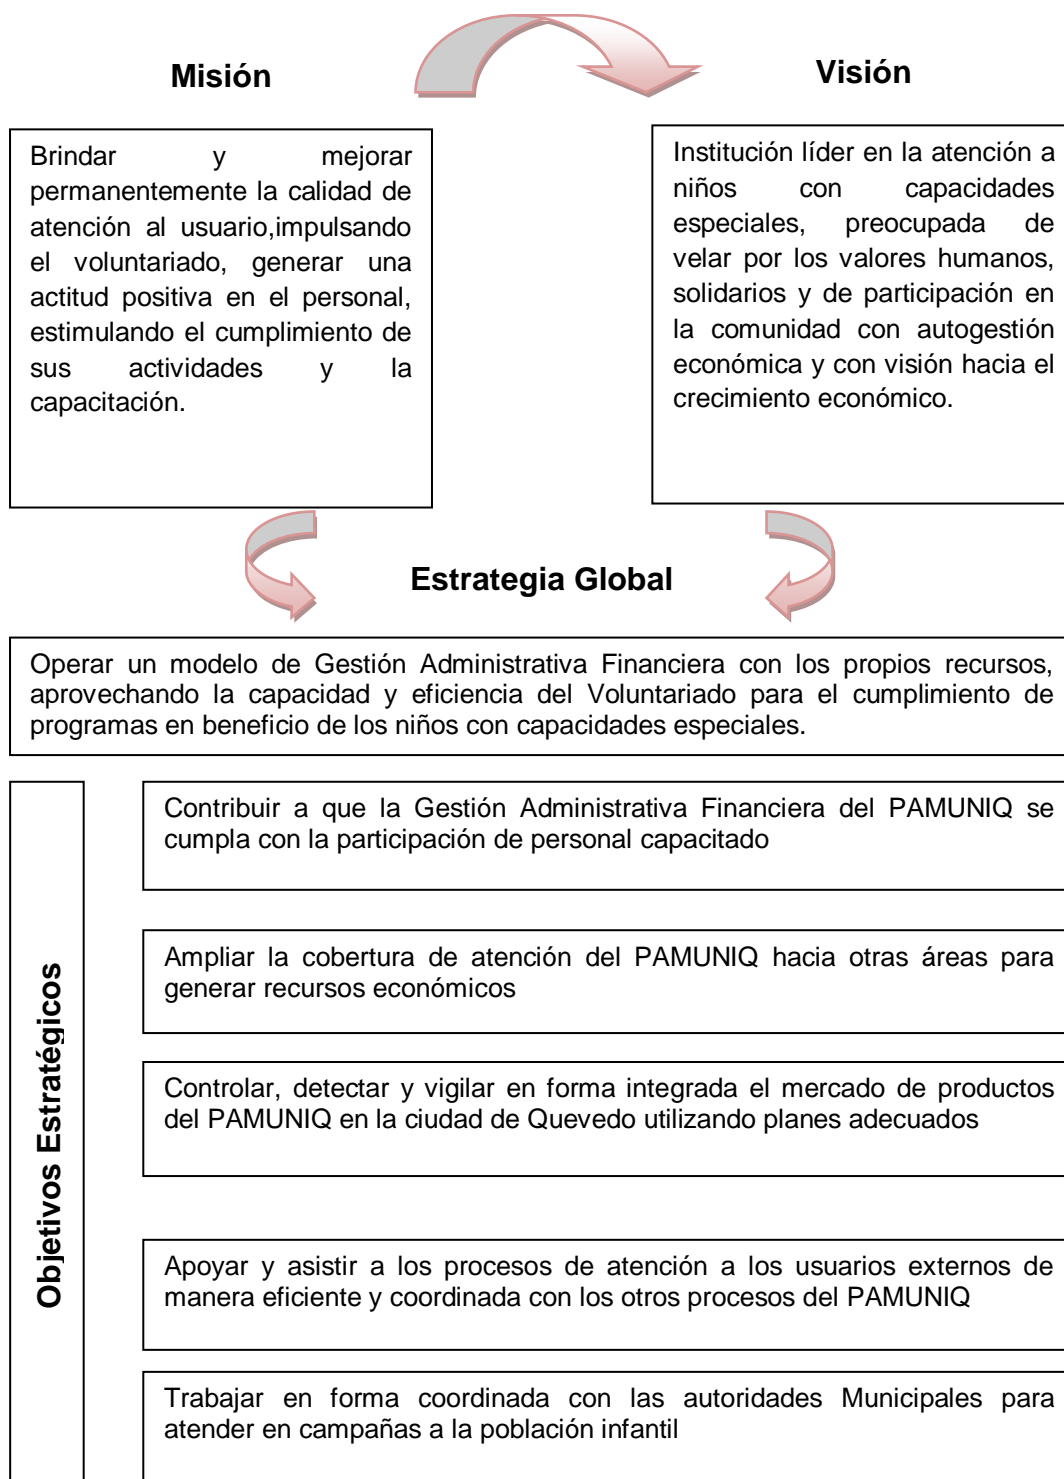 Misión
Visión
Brindar y mejorar
permanentemente la calidad de
atención al usuario,impulsando
el voluntariado, generar una
actitud positiva en el personal,
estimulando el cumplimiento de
sus actividades y la
capacitación.
Institución líder en la atención a
niños con capacidades
especiales, preocupada de
velar por los valores humanos,
solidarios y de participación en
la comunidad con autogestión
económica y con visión hacia el
crecimiento económico.
Estrategia Global
Operar un modelo de Gestión Administrativa Financiera con los propios recursos,
aprovechando la capacidad y eficiencia del Voluntariado para el cumplimiento de
programas en beneficio de los niños con capacidades especiales.
Objetivos Estratégicos
Contribuir a que la Gestión Administrativa Financiera del PAMUNIQ se
cumpla con la participación de personal capacitado
Ampliar la cobertura de atención del PAMUNIQ hacia otras áreas para
generar recursos económicos
Controlar, detectar y vigilar en forma integrada el mercado de productos
del PAMUNIQ en la ciudad de Quevedo utilizando planes adecuados
Apoyar y asistir a los procesos de atención a los usuarios externos de
manera eficiente y coordinada con los otros procesos del PAMUNIQ
Trabajar en forma coordinada con las autoridades Municipales para
atender en campañas a la población infantil